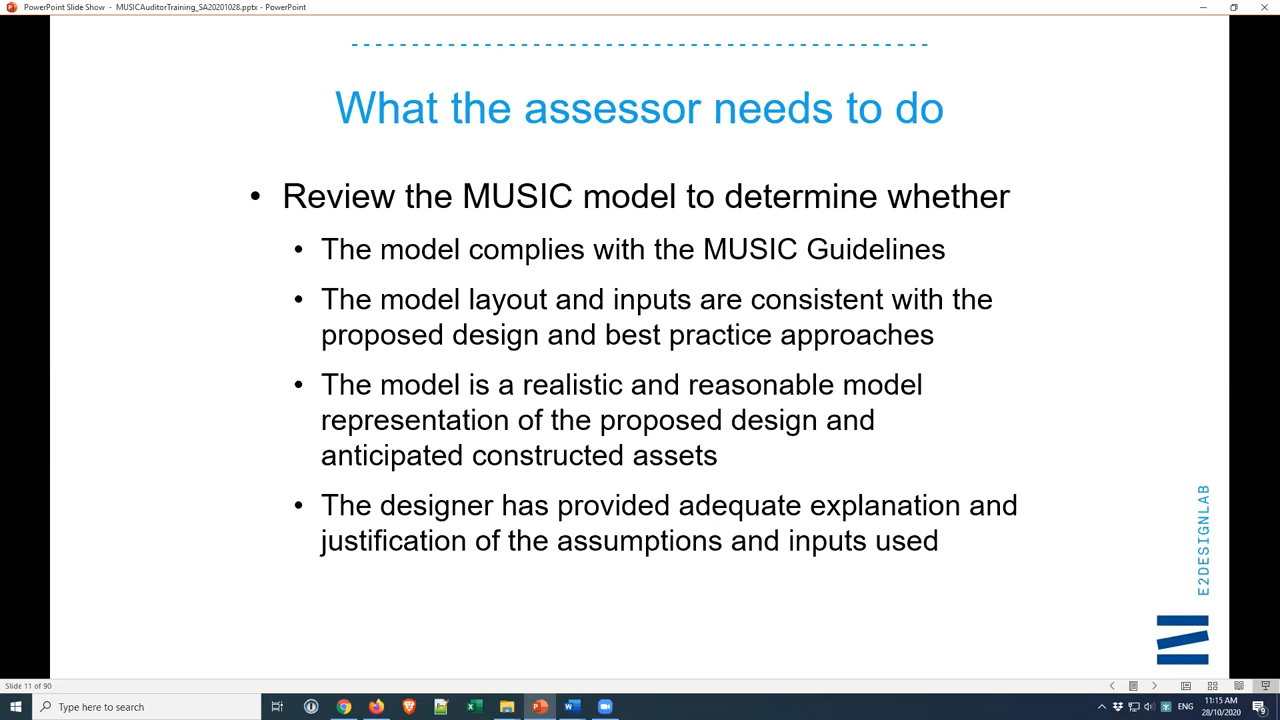 PowerPoint Slide Show - MUSICAuditorTraining_SA20201028.pptx - PowerPoint
What the assessor needs to do
• Review the MUSIC model to determine whether
• The model complies with the MUSIC Guidelines
• The model layout and inputs are consistent with the
proposed design and best practice approaches
• The model is a realistic and reasonable model
representation of the proposed design and
anticipated constructed assets
• The designer has provided adequate explanation and
justification of the assumptions and inputs used
E2DESIGNLAB
Slide 11 of 90
Type here to search
ENG
11:15 AM
28/10/2020
9